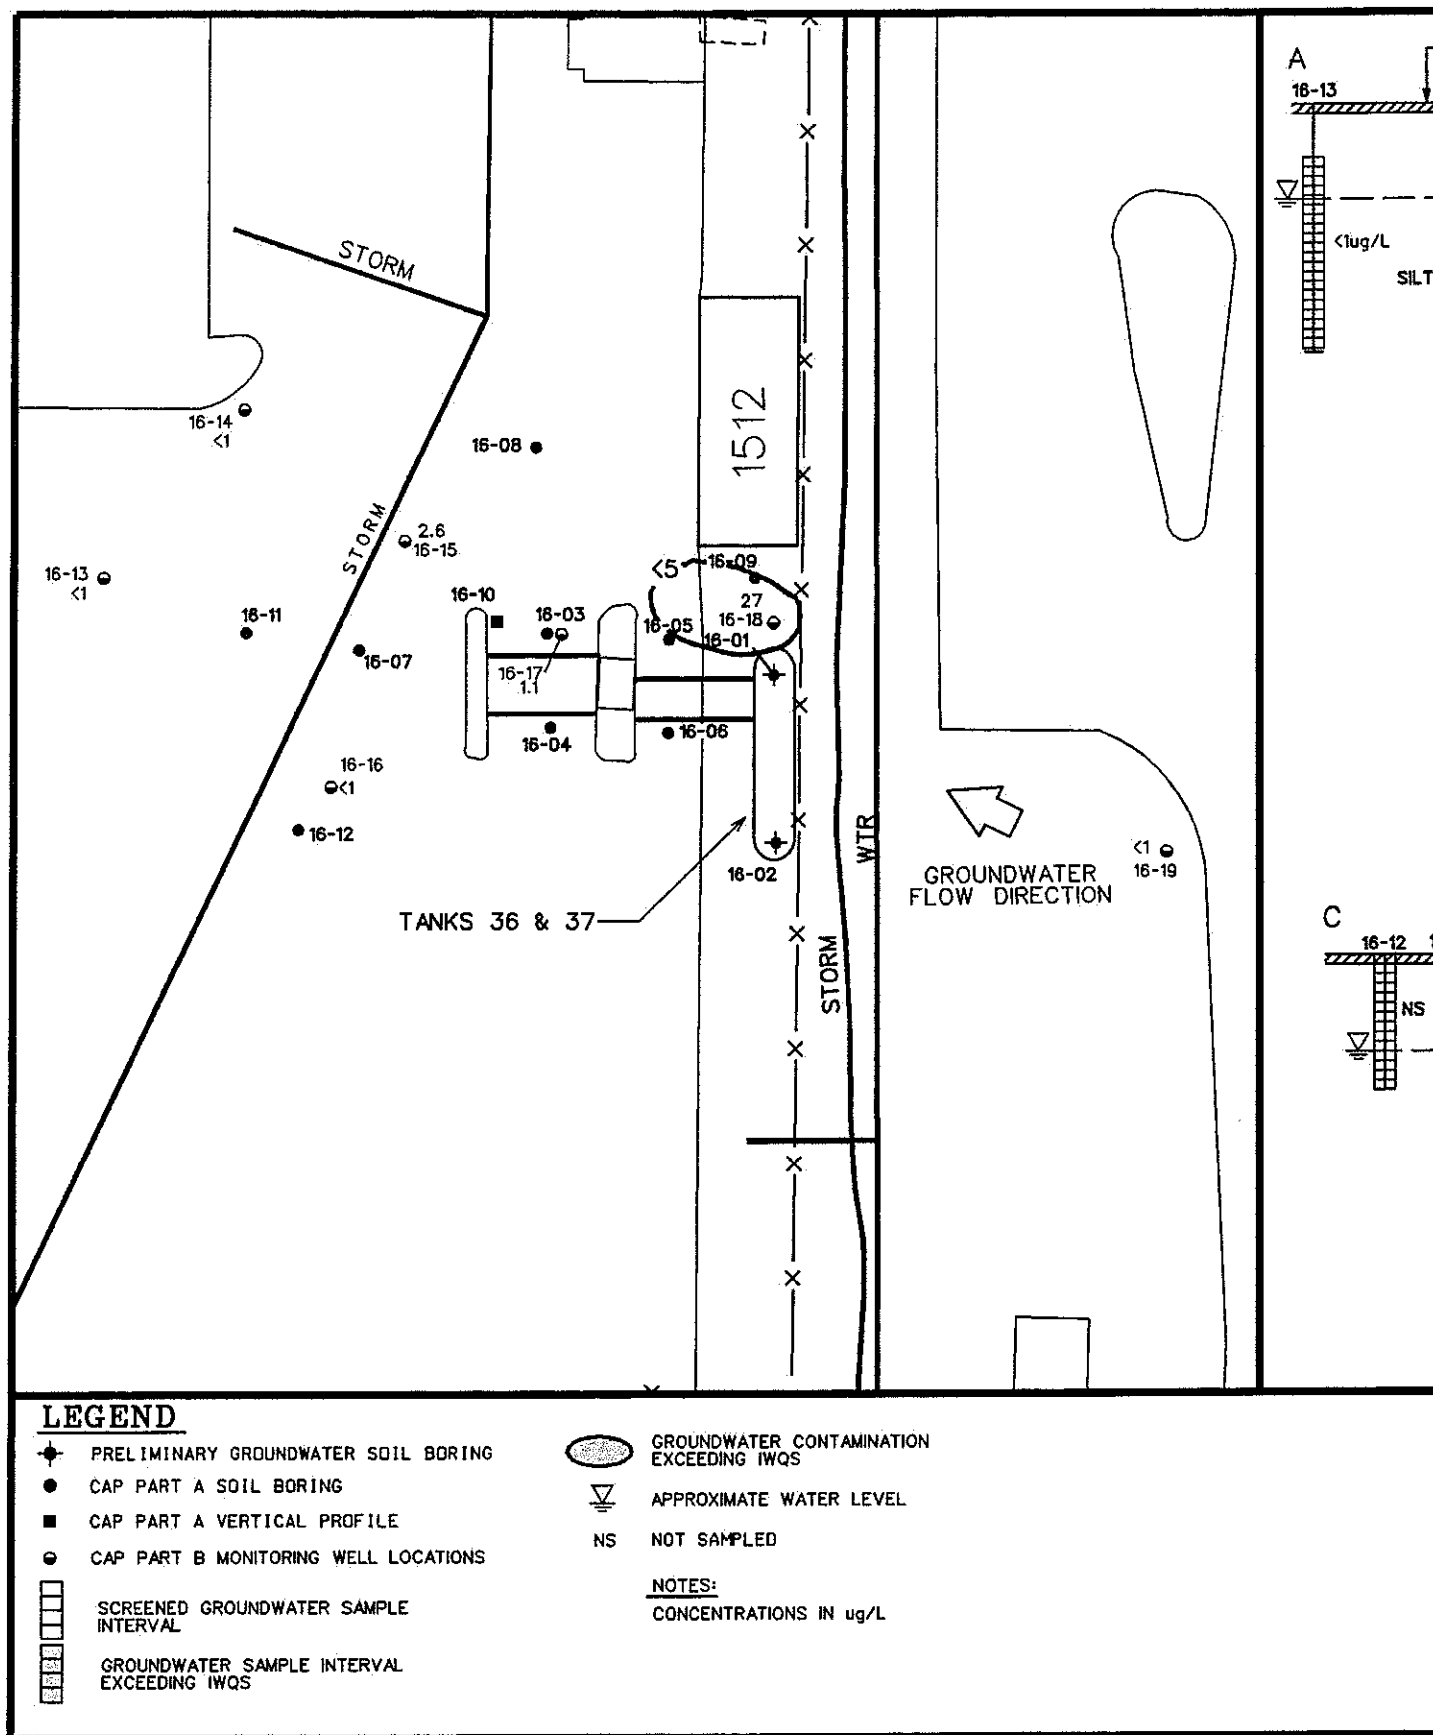 A
16-13
<1ug/L
SILT
STORM
16-14
<1
16-08
1512
STORM
2.6
16-15
16-13
<1
<5
16-09
16-10
27
16-18
16-11
16-03
16-05
16-01
16-07
16-17
1.1
16-04
16-06
16-16
<1
16-12
WTR
16-02
GROUNDWATER
FLOW DIRECTION
<1
16-19
TANKS 36 & 37
STORM
C
16-12
NS
LEGEND
PRELIMINARY GROUNDWATER SOIL BORING
CAP PART A SOIL BORING
CAP PART A VERTICAL PROFILE
CAP PART B MONITORING WELL LOCATIONS
SCREENED GROUNDWATER SAMPLE
INTERVAL
GROUNDWATER SAMPLE INTERVAL
EXCEEDING IWQS
GROUNDWATER CONTAMINATION
EXCEEDING IWQS
APPROXIMATE WATER LEVEL
NS NOT SAMPLED
NOTES:
CONCENTRATIONS IN ug/L